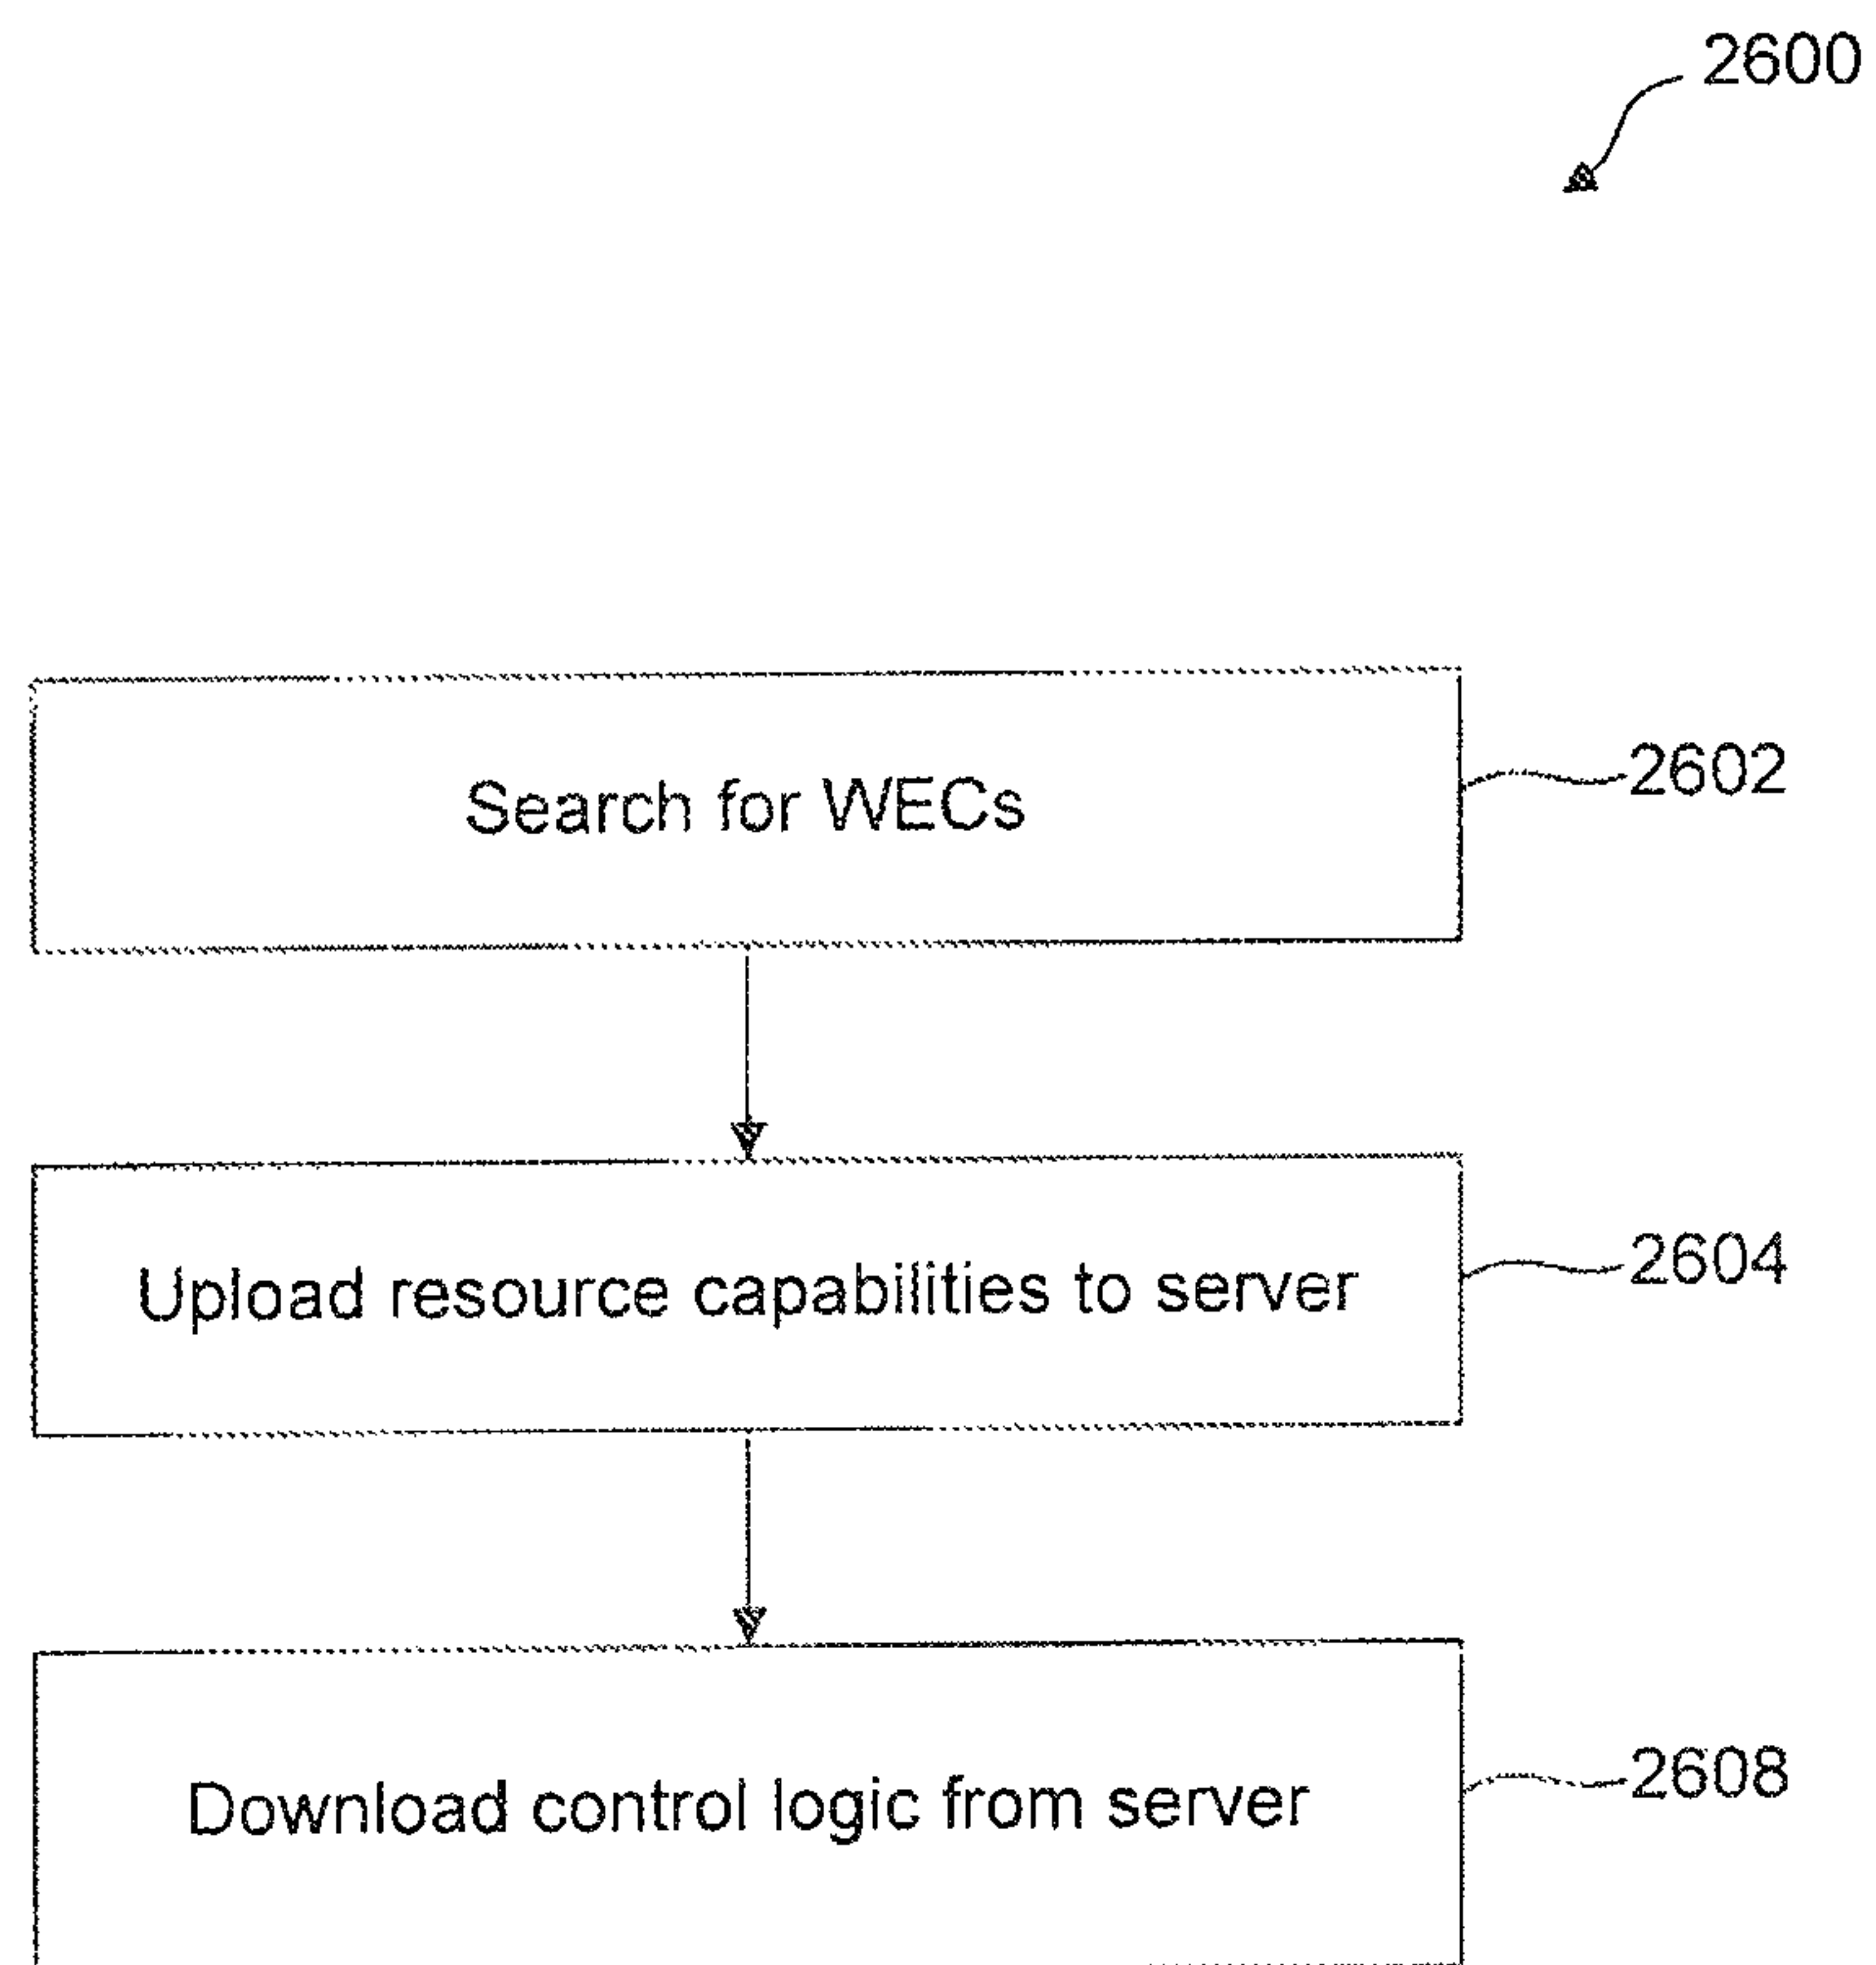 2600
Search for WECs
2602
Upload resource capabilities to server
2604
Download control logic from server
2608